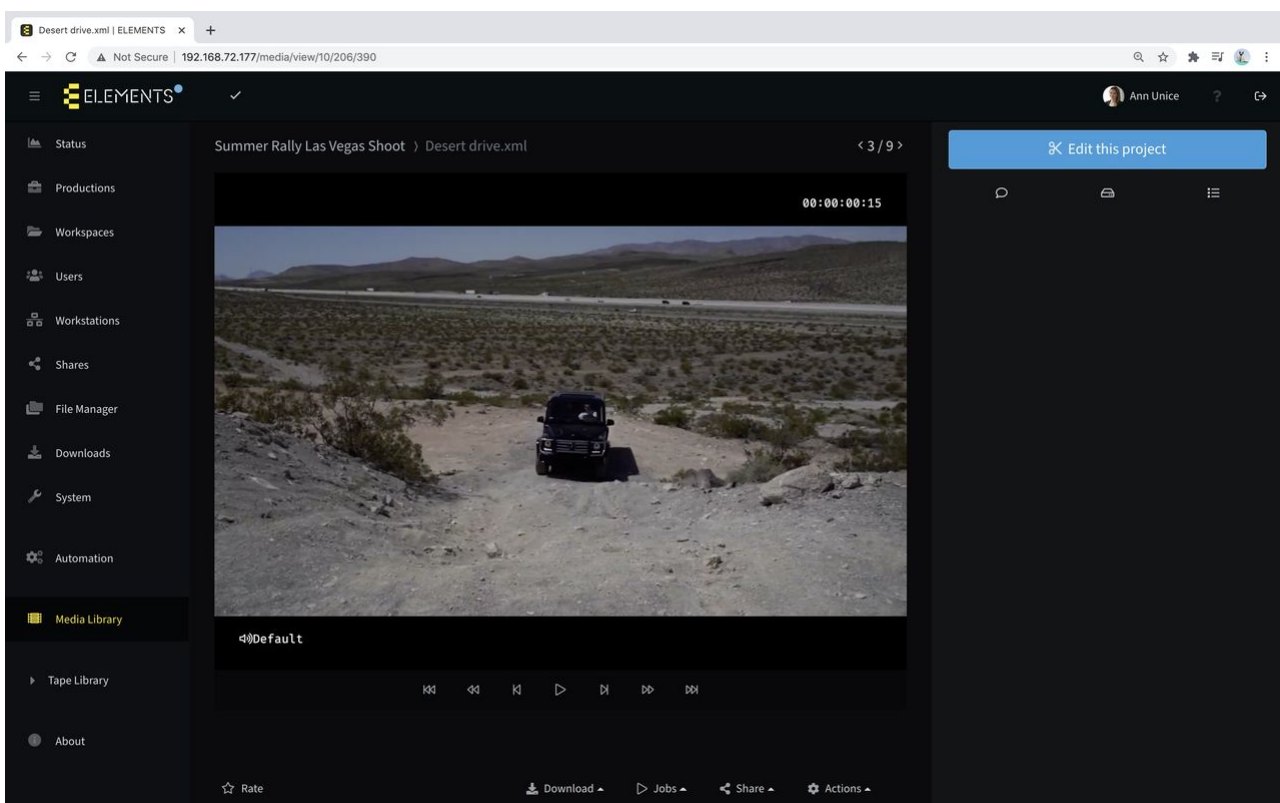 Desert drive.xml | ELEMENTS
Not Secure | 192.168.72.177/media/view/10/206/390
ELEMENTS
Ann Unice ?
Status
Productions
Workspaces
Users
Workstations
Shares
File Manager
Downloads
System
Automation
Media Library
Tape Library
About
Summer Rally Las Vegas Shoot 〉 Desert drive.xml
3 / 9
00:00:00:15
Default
Rate
Download
Jobs
Share
Actions
Edit this project